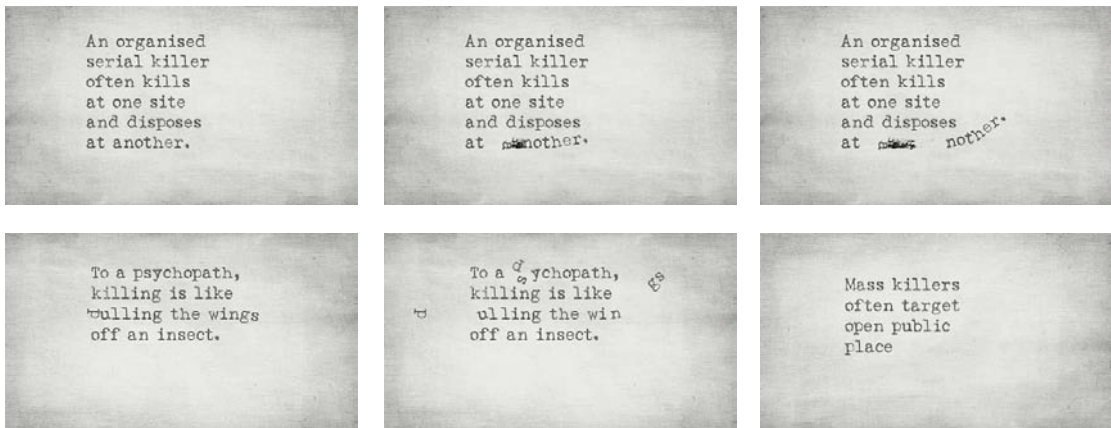 An organised
serial killer
often kills
at one site
and disposes
at another.
An organised
serial killer
often kills
at one site
and disposes
at nother.
An organised
serial killer
often kills
at one site
and disposes
at nother.
To a psychopath,
killing is like
pulling the wings
off an insect.
To a psychopath,
killing is like gs
p ulling the win
off an insect.
Mass killers
often target
open public
place